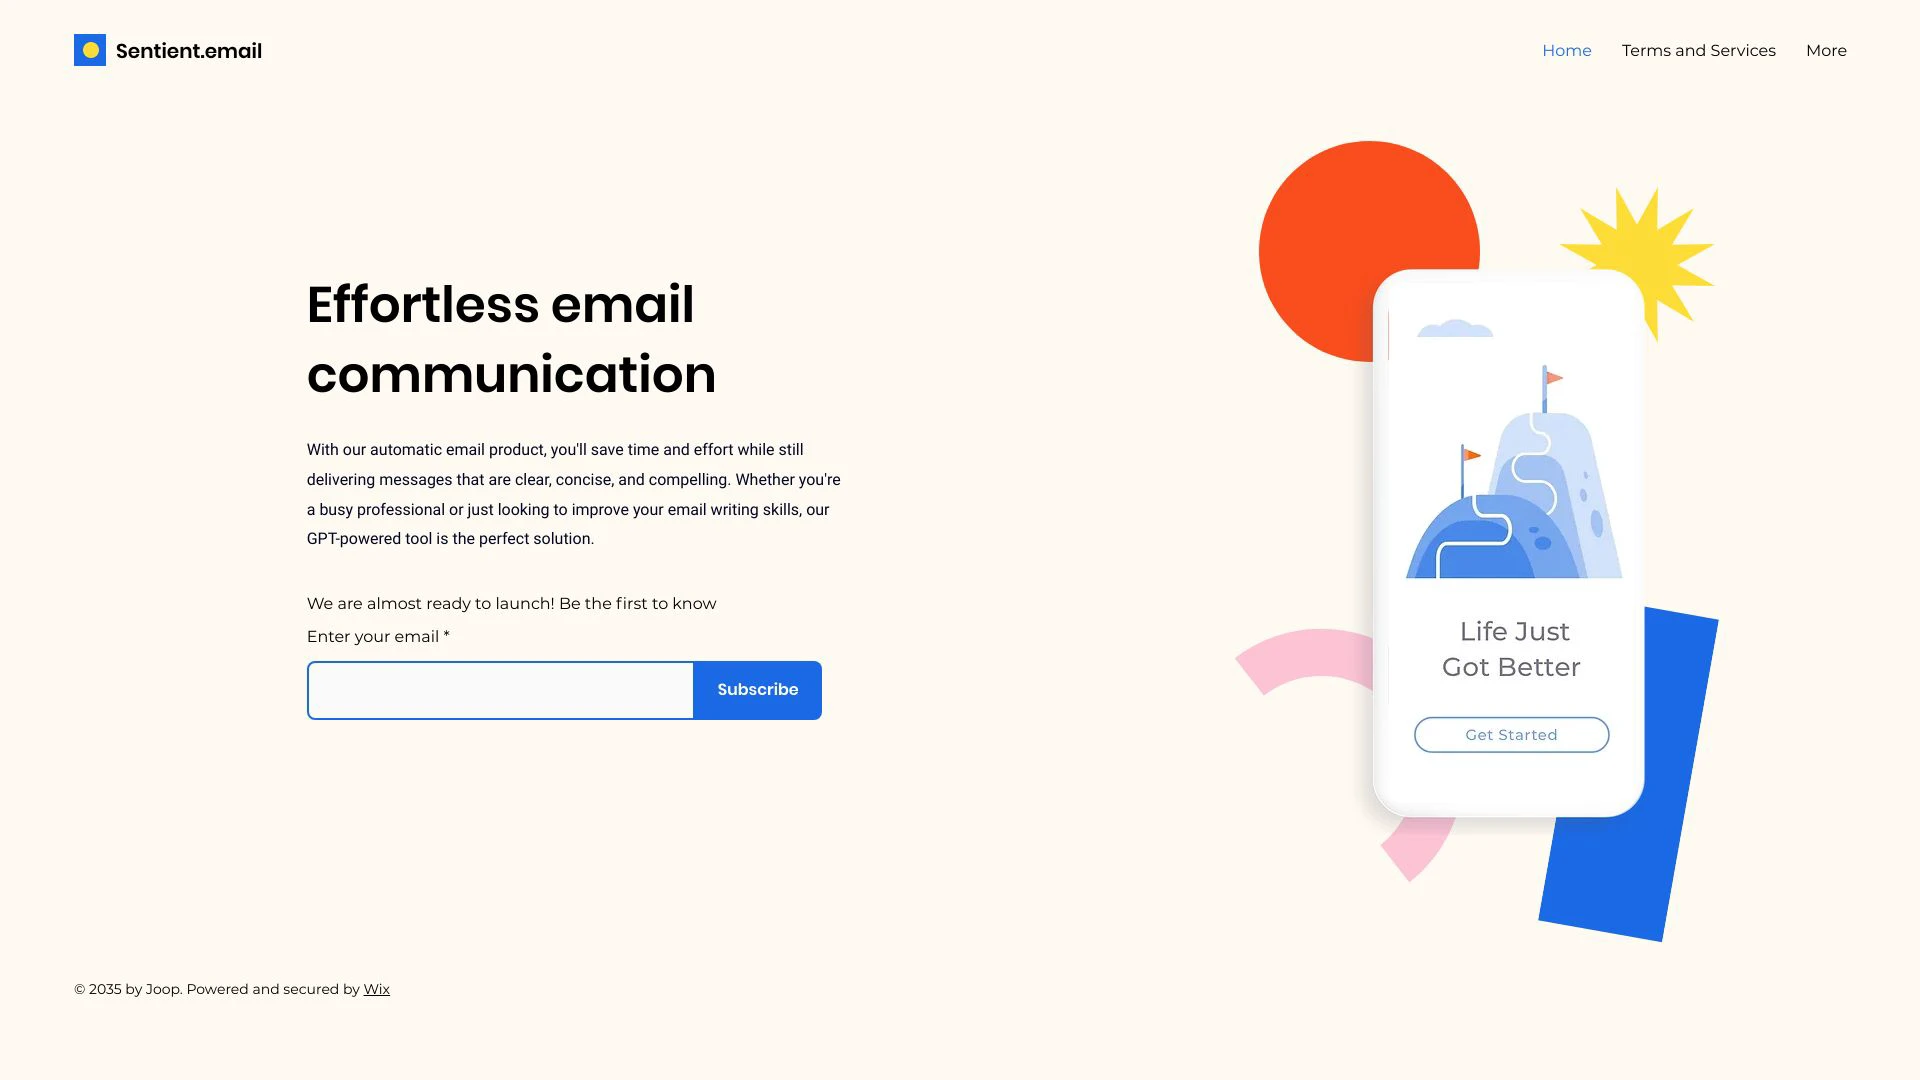 Sentient.email
Home
Terms and Services
More
Effortless email
communication
With our automatic email product, you'll save time and effort while still
delivering messages that are clear, concise, and compelling. Whether you're
a busy professional or just looking to improve your email writing skills, our
GPT-powered tool is the perfect solution.
We are almost ready to launch! Be the first to know
Enter your email *
Subscribe
Life Just
Got Better
Get Started
© 2035 by Joop. Powered and secured by Wix